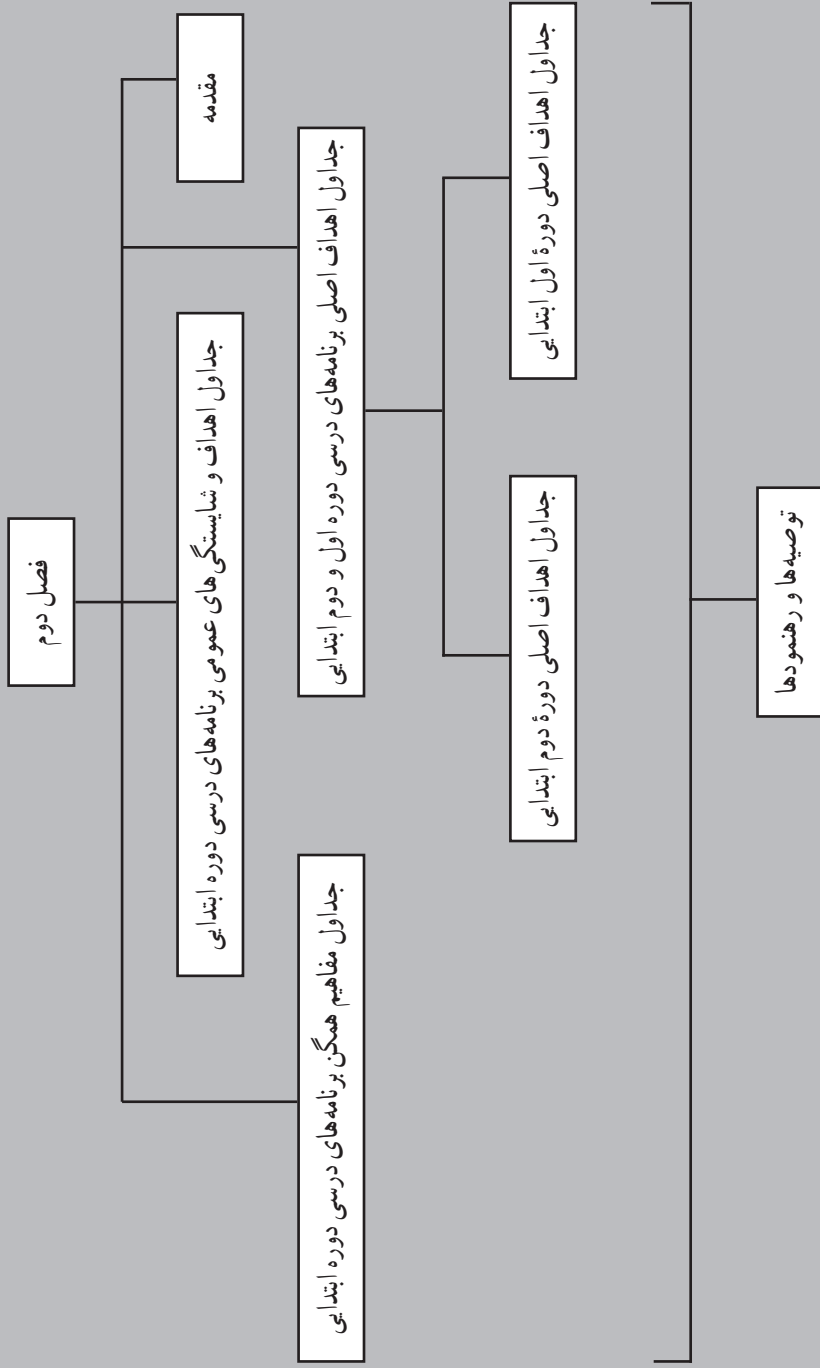 فصل دوم
مقدمه
جداول اهداف و شایستگی‌های عمومی برنامه‌های درسی دوره ابتدایی
جداول اهداف اصلی برنامه‌های درسی دوره اول و دوم ابتدایی
جداول مفاهیم همگن برنامه‌های درسی دوره ابتدایی
جداول اهداف اصلی دورهٔ اول ابتدایی
جداول اهداف اصلی دورهٔ دوم ابتدایی
توصیه‌ها و رهنمودها